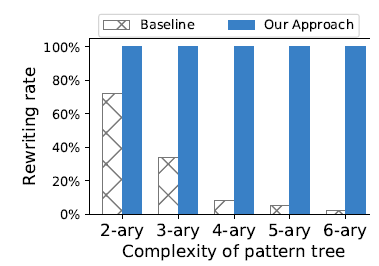 Baseline Our Approach
100%
80%
60%
40%
20%
0%
Rewriting rate
2-ary 3-ary 4-ary 5-ary 6-ary
Complexity of pattern tree